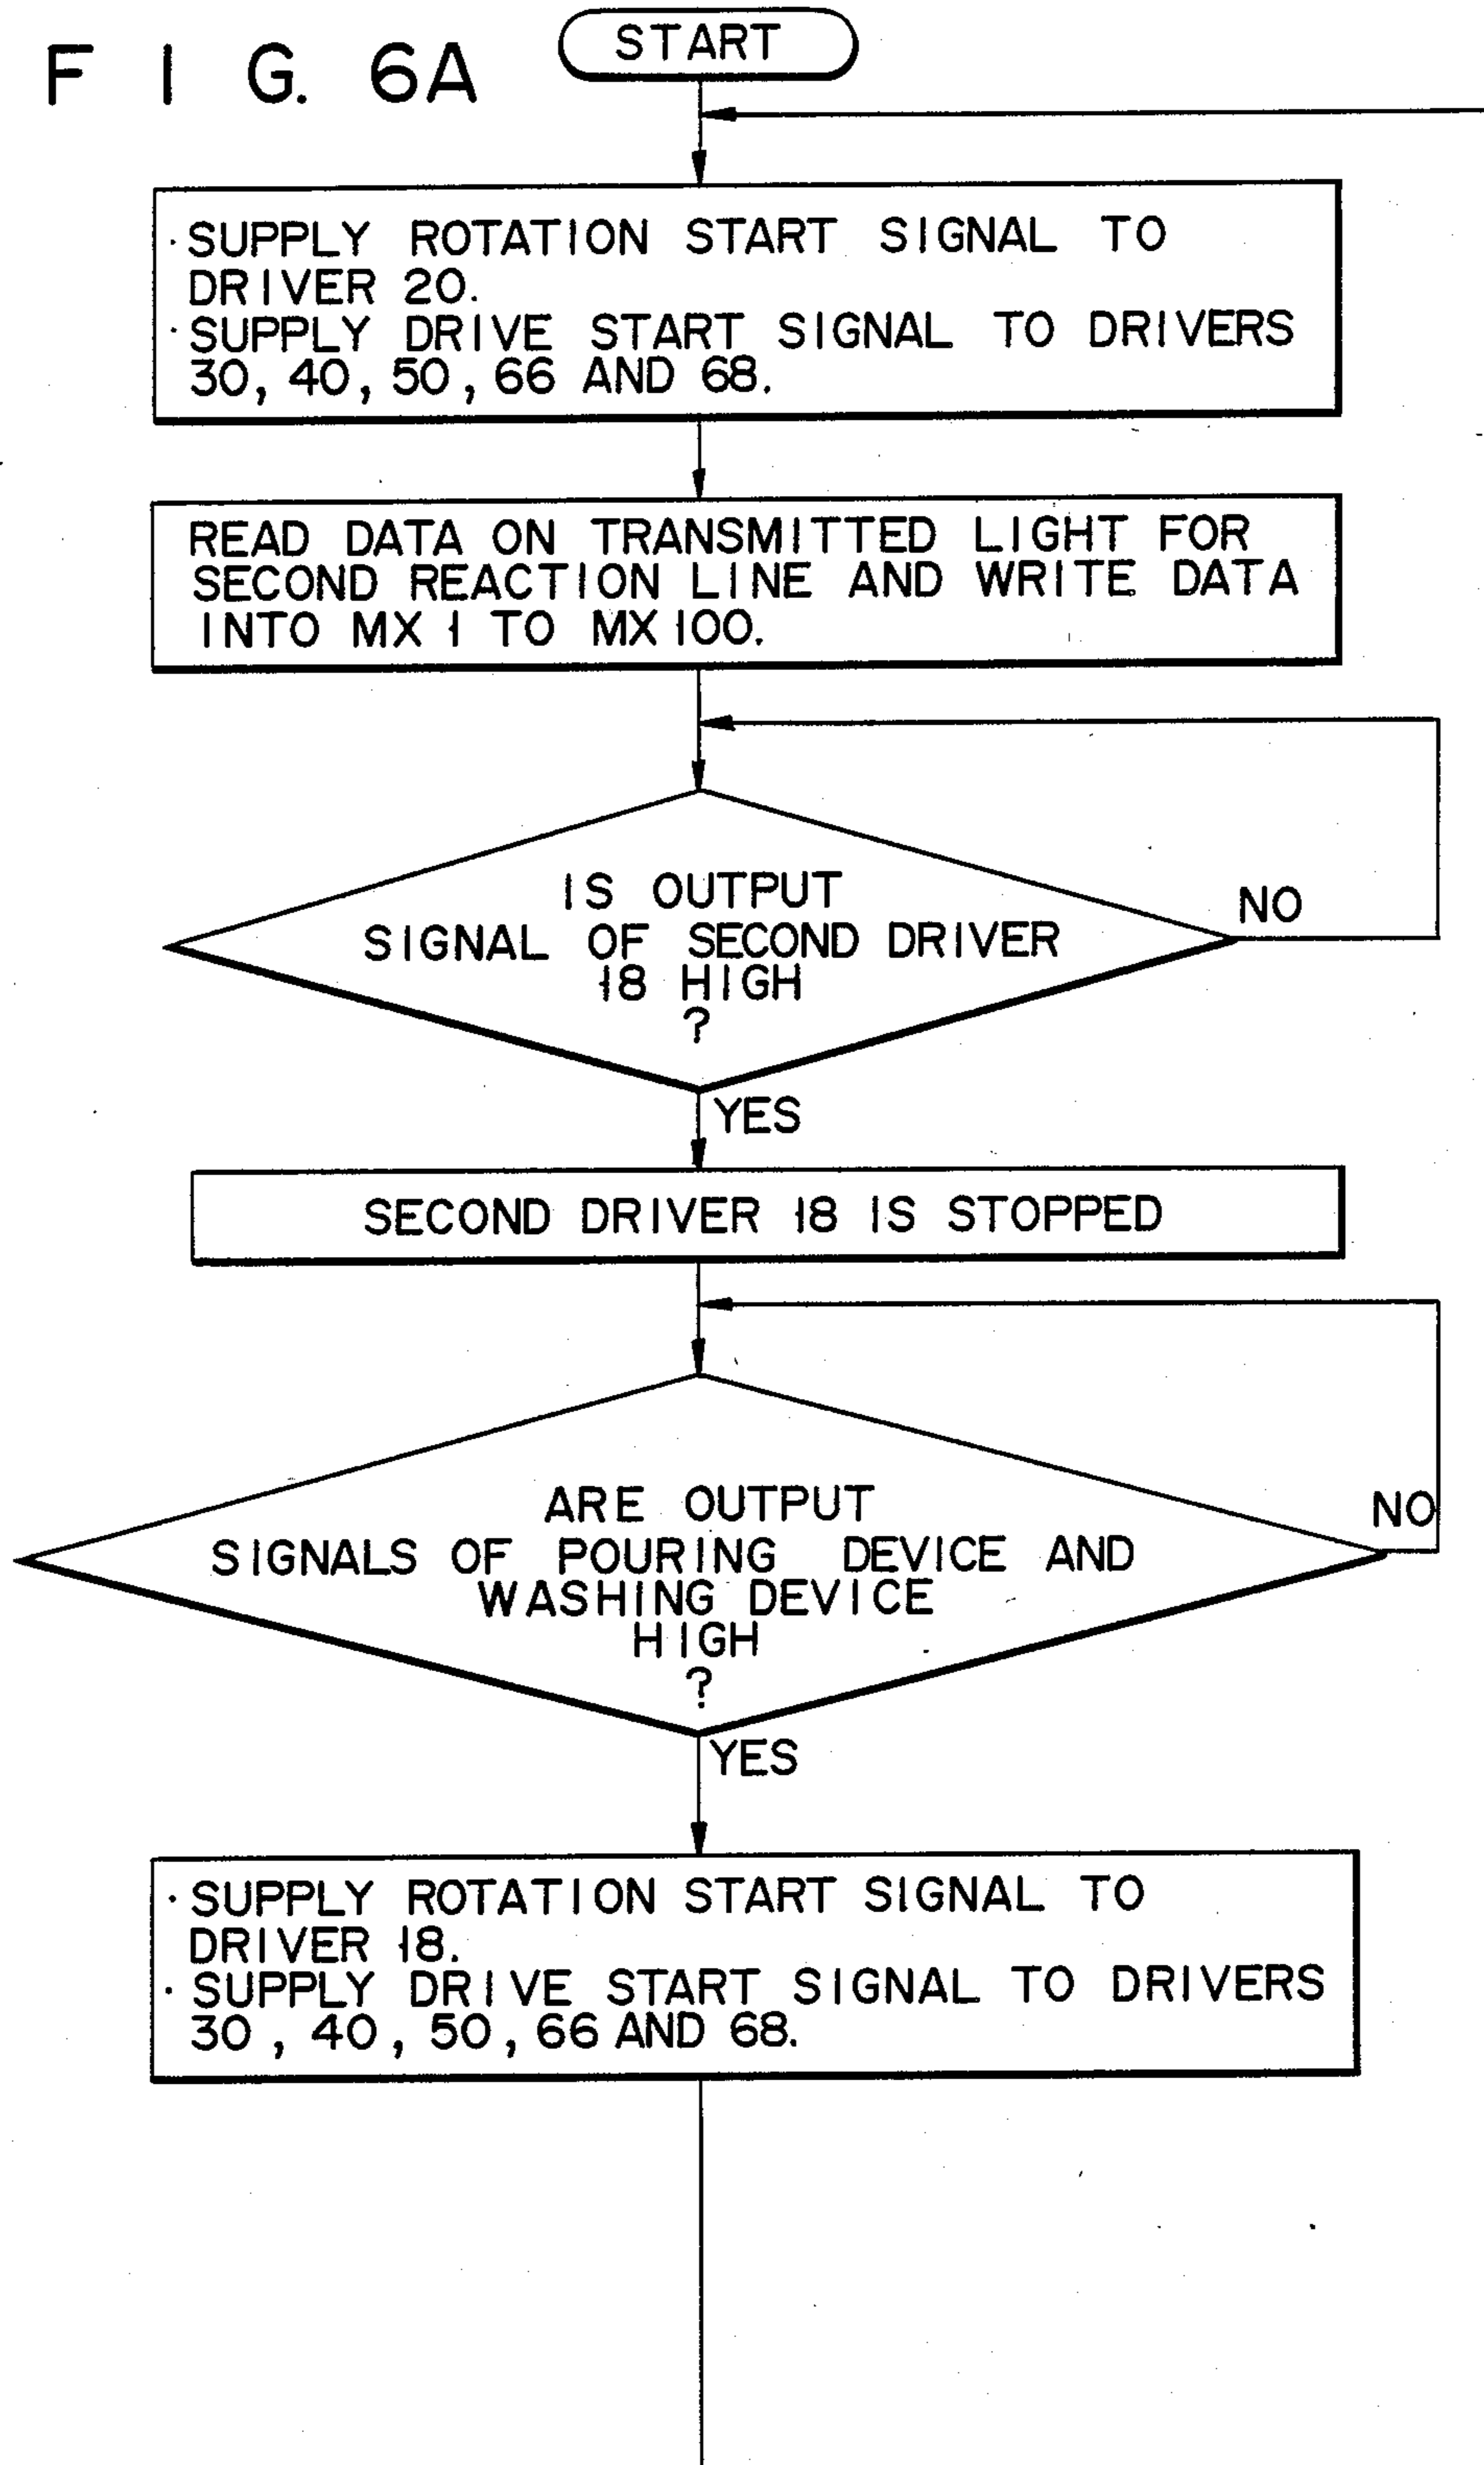 F I G. 6A
START
· SUPPLY ROTATION START SIGNAL TO
DRIVER 20.
· SUPPLY DRIVE START SIGNAL TO DRIVERS
30, 40, 50, 66 AND 68.
READ DATA ON TRANSMITTED LIGHT FOR
SECOND REACTION LINE AND WRITE DATA
INTO MX 1 TO MX 100.
IS OUTPUT
SIGNAL OF SECOND DRIVER
18 HIGH
?
NO
YES
SECOND DRIVER 18 IS STOPPED
ARE OUTPUT
SIGNALS OF POURING DEVICE AND
WASHING DEVICE
HIGH
?
NO
YES
· SUPPLY ROTATION START SIGNAL TO
DRIVER 18.
· SUPPLY DRIVE START SIGNAL TO DRIVERS
30, 40, 50, 66 AND 68.